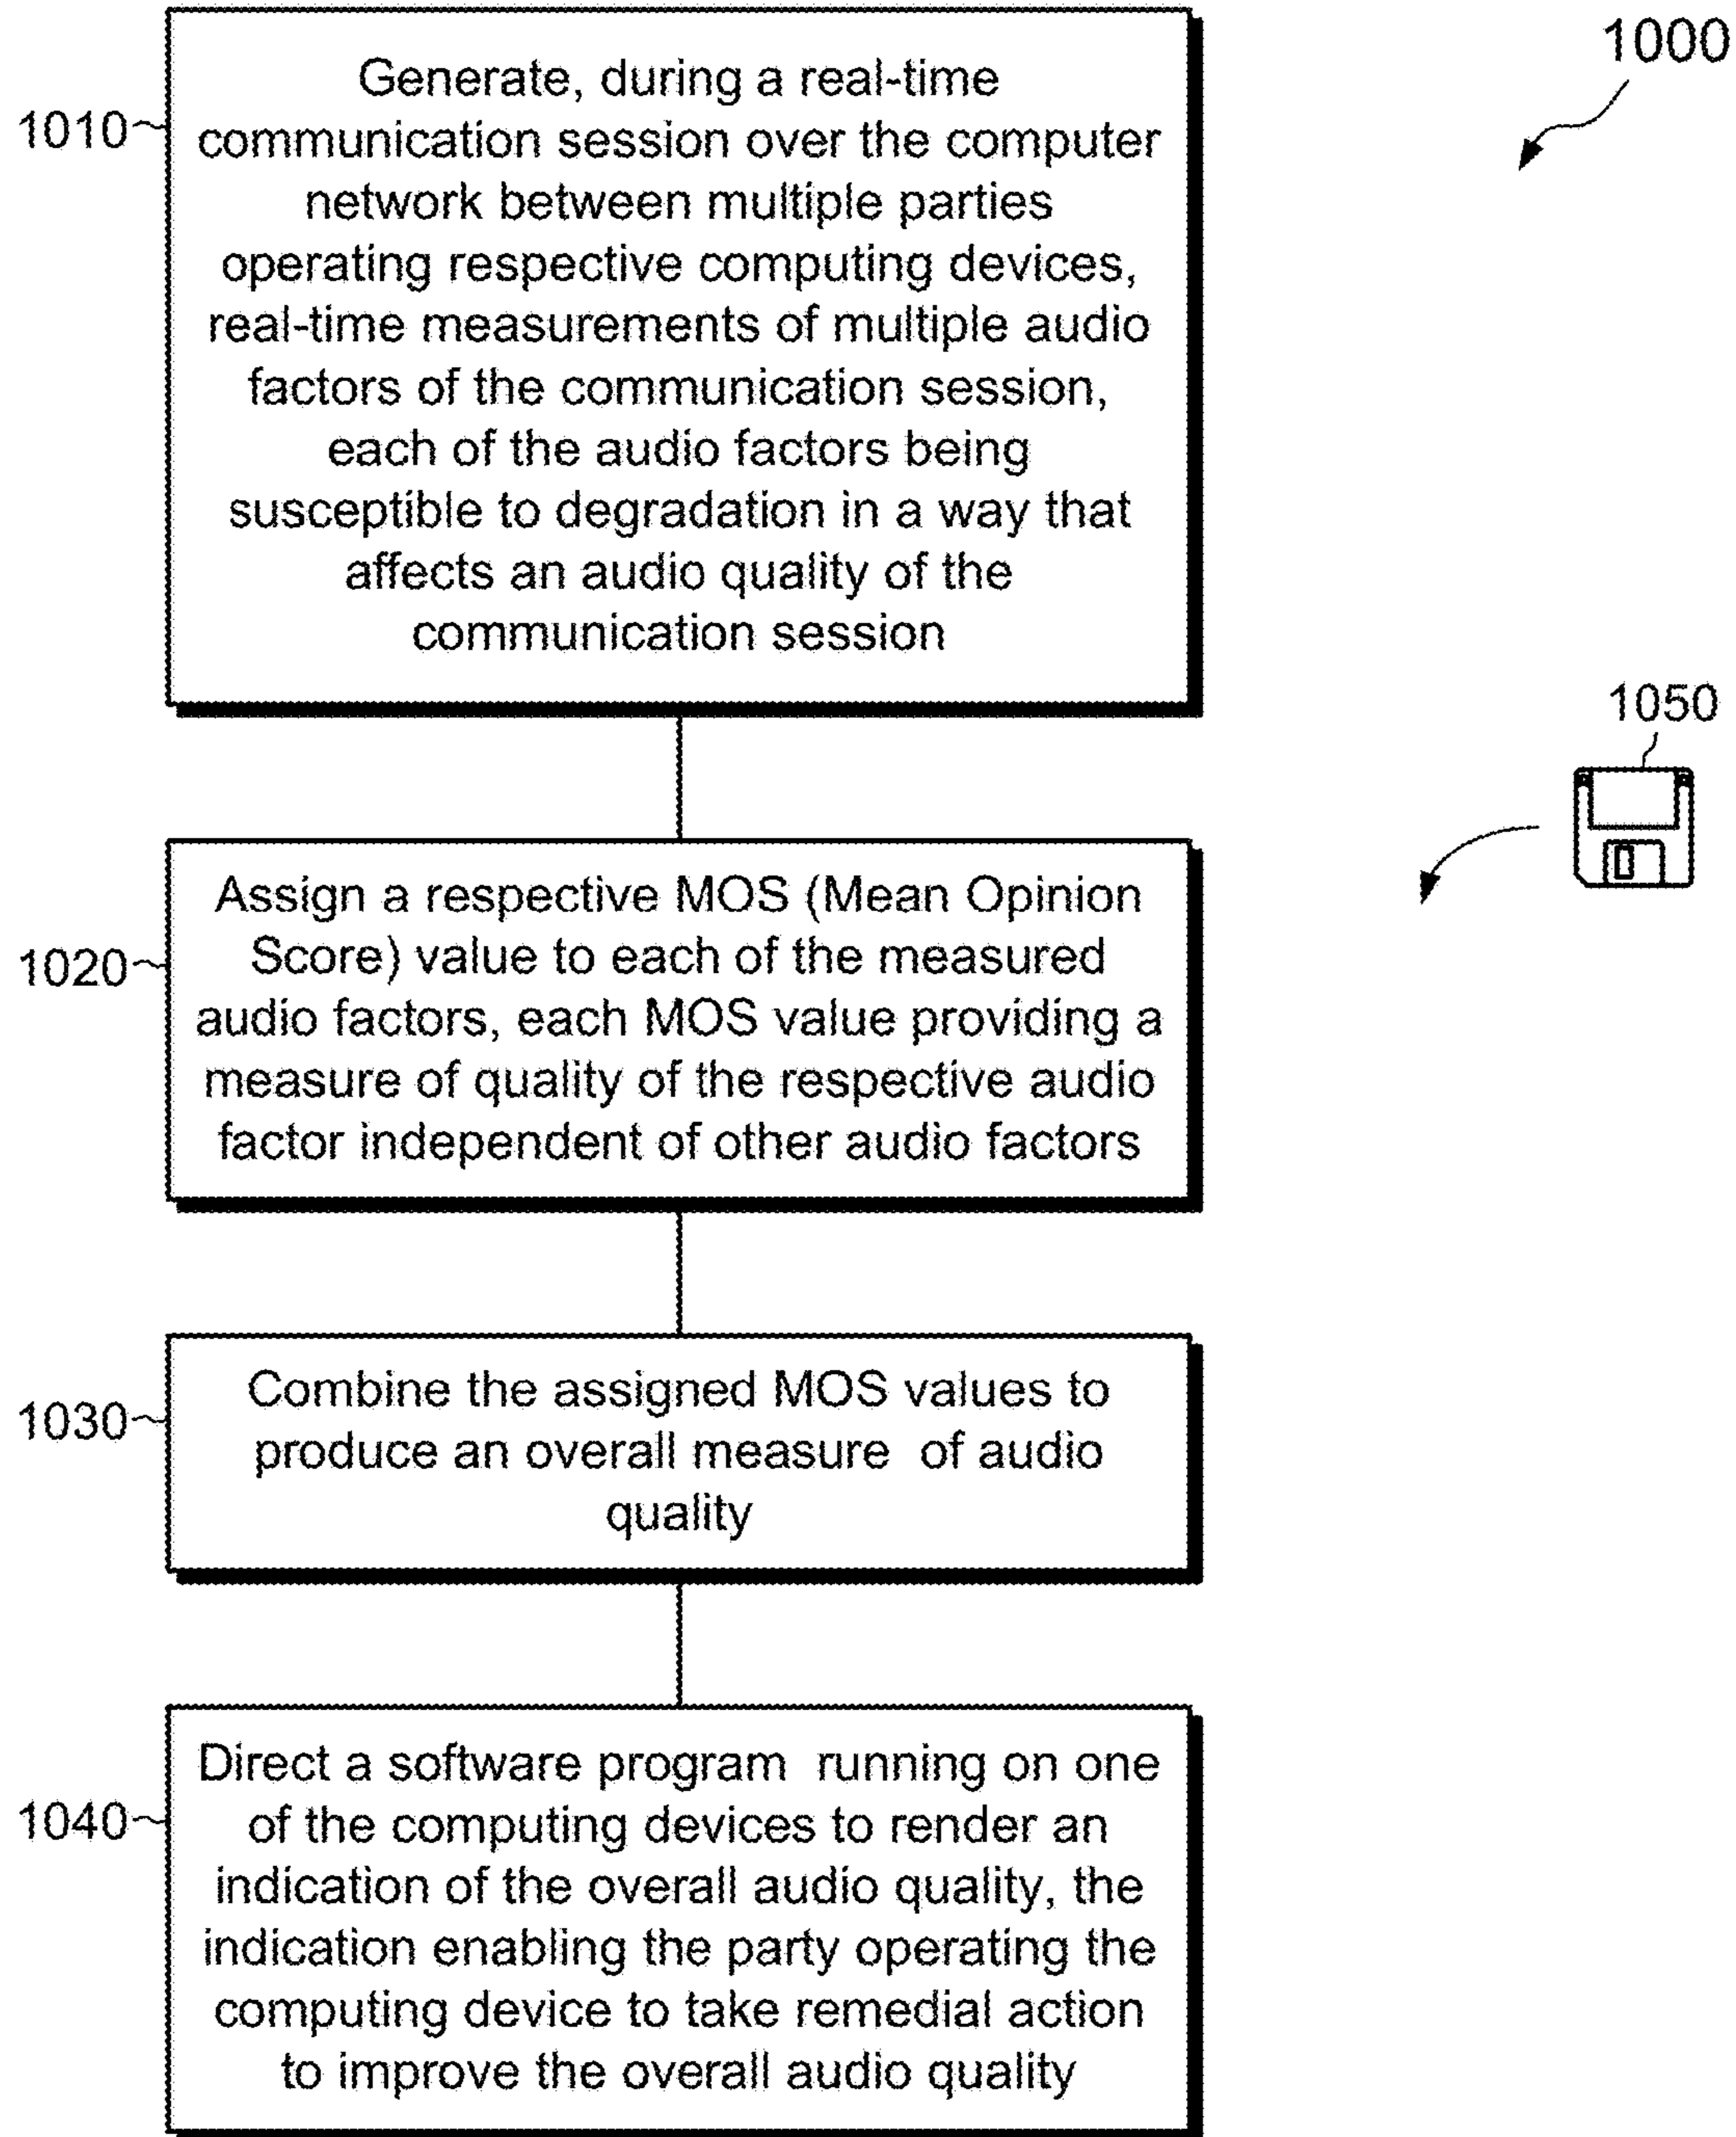 1000
1010
Generate, during a real-time
communication session over the computer
network between multiple parties
operating respective computing devices,
real-time measurements of multiple audio
factors of the communication session,
each of the audio factors being
susceptible to degradation in a way that
affects an audio quality of the
communication session
1050
1020
Assign a respective MOS (Mean Opinion
Score) value to each of the measured
audio factors, each MOS value providing a
measure of quality of the respective audio
factor independent of other audio factors
1030
Combine the assigned MOS values to
produce an overall measure of audio
quality
1040
Direct a software program running on one
of the computing devices to render an
indication of the overall audio quality, the
indication enabling the party operating the
computing device to take remedial action
to improve the overall audio quality